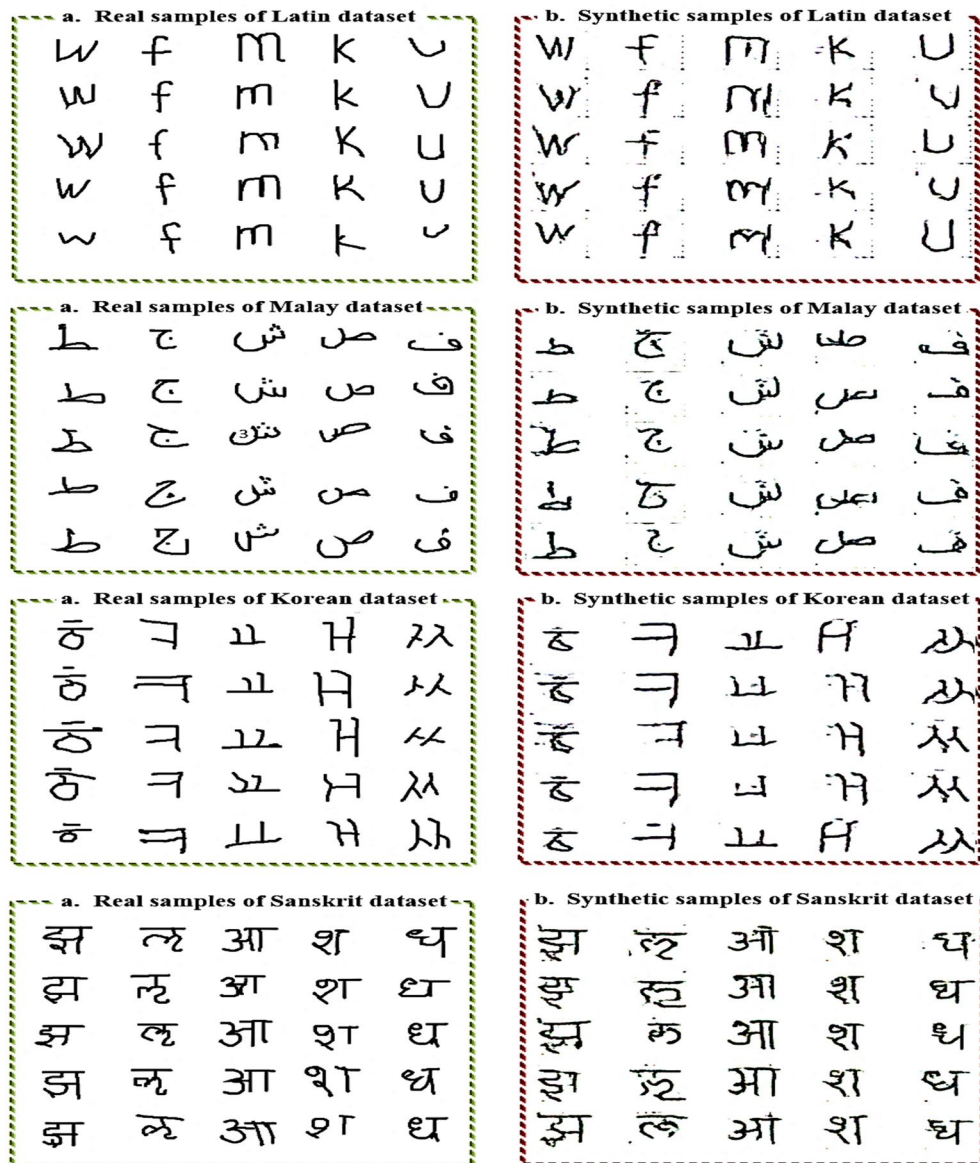 a. Real samples of Latin dataset
w f m k U
w f m k U
w f m K U
w f m K U
w f m k U
b. Synthetic samples of Latin dataset
W f m K U
W f m K U
W f m K U
W f m K U
W f m K U
a. Real samples of Malay dataset
ط ج ش ص ف
ط ج ش ص ف
ط ج ش ص ف
ط ج ش ص ف
ط ج ش ص ف
b. Synthetic samples of Malay dataset
ط ج ش ص ف
ط ج ش ف
ط ج ش ص
ج ش ف
ط ج ش ص ف
a. Real samples of Korean dataset
ㅎ ㅋ ㅛ ㅆ
ㅎ ㅋ ㅛ ㅆ
ㅎ ㅋ ㅛ ㅆ
ㅎ ㅋ ㅛ ㅆ
ㅎ ㅋ ㅛ ㅆ
b. Synthetic samples of Korean dataset
ㅎ ㅋ ㅛ ㅆ
ㅎ ㅋ ㅛ ㅆ
ㅎ ㅋ ㅛ ㅆ
ㅎ ㅋ ㅛ ㅆ
ㅎ ㅋ ㅛ ㅆ
a. Real samples of Sanskrit dataset
झ ऌ आ श ध
झ ऌ आ श ध
झ ऌ आ श ध
झ ऌ आ श ध
झ ऌ आ श ध
b. Synthetic samples of Sanskrit dataset
झ ऌ आ श ध
झ ऌ आ श ध
झ आ श ध
झ ऌ आ श ध
झ ऌ आ श ध